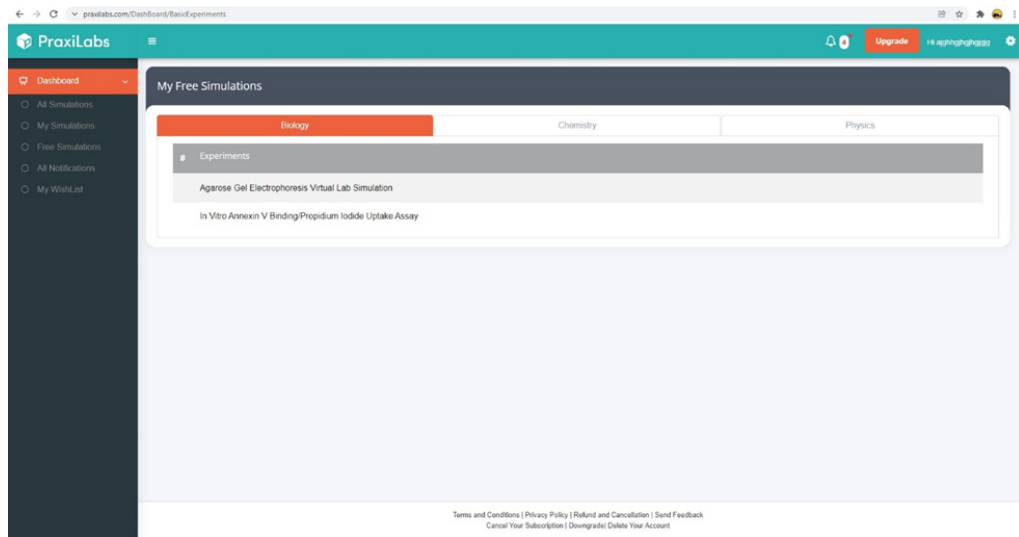 praxilabs.com/DashBoard/BasicExperiments
PraxiLabs
4
Upgrade
Dashboard
My Free Simulations
All Simulations
My Simulations
Free Simulations
All Notifications
My WishList
Biology
Chemistry
Physics
# Experiments
Agarose Gel Electrophoresis Virtual Lab Simulation
In Vitro Annexin V Binding/Propidium Iodide Uptake Assay
Terms and Conditions | Privacy Policy | Refund and Cancellation | Send Feedback
Cancel Your Subscription | Downgrade| Delete Your Account